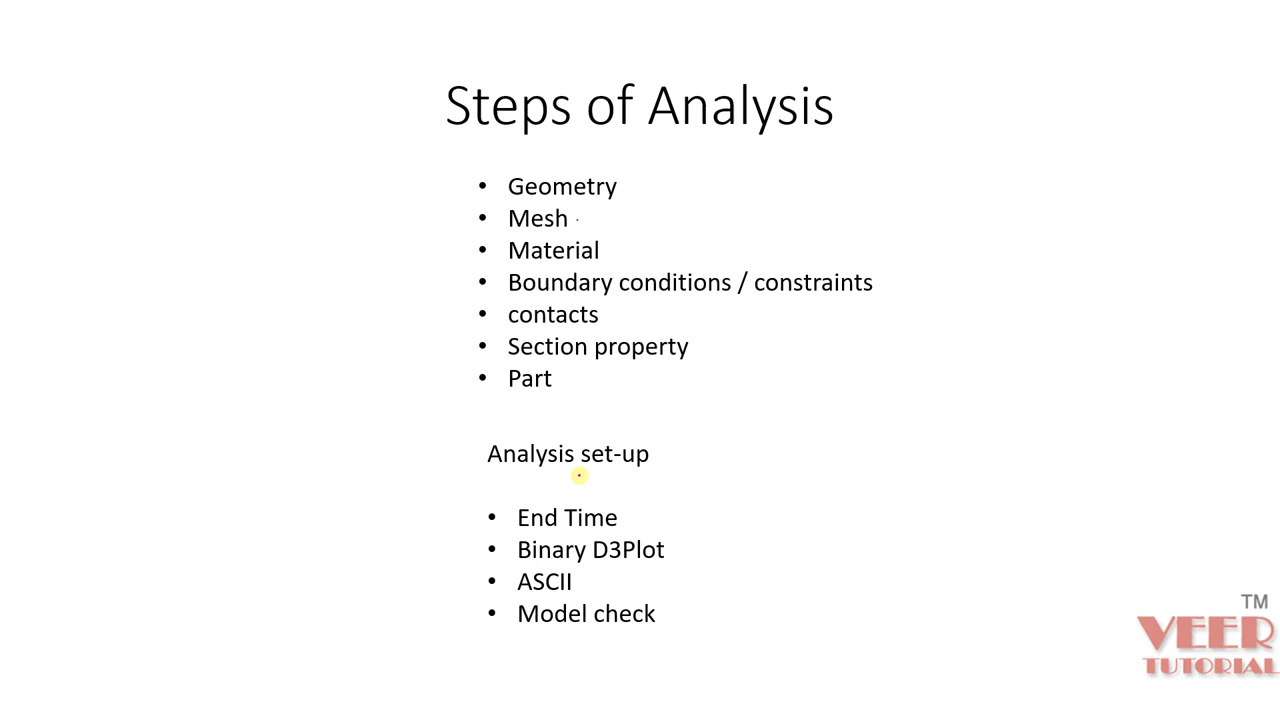 Steps of Analysis
• Geometry
• Mesh
• Material
• Boundary conditions / constraints
• contacts
• Section property
• Part
Analysis set-up
• End Time
• Binary D3Plot
• ASCII
• Model check
TM
VEER
TUTORIAL